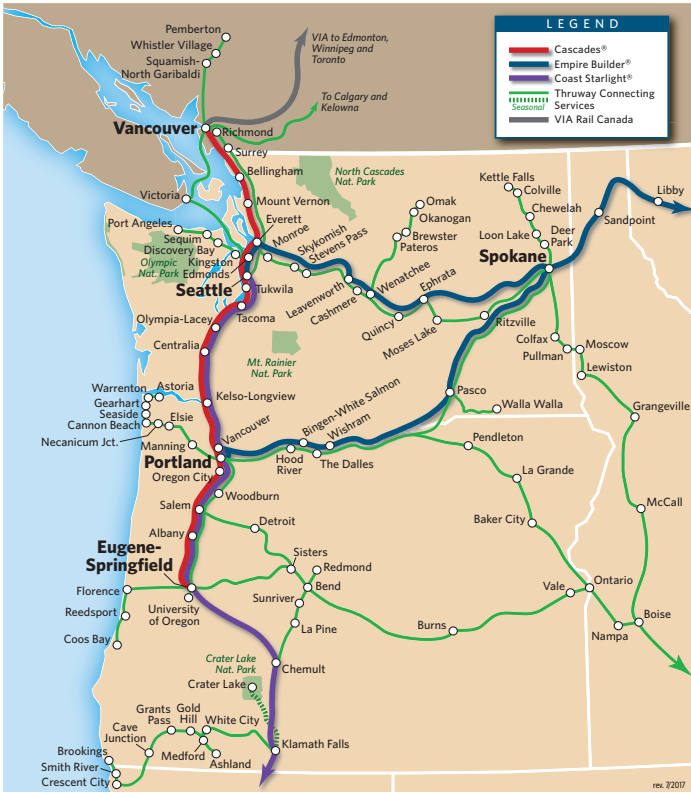 LEGEND
Cascades®
Empire Builder®
Coast Starlight®
Thruway Connecting
Services
Seasonal
VIA Rail Canada
Pemberton
Whistler Village
Squamish-
North Garibaldi
VIA to Edmonton,
Winnipeg and
Toronto
To Calgary and
Kelowna
Vancouver
Richmond
Surrey
Bellingham
North Cascades
Nat. Park
Victoria
Mount Vernon
Port Angeles
Sequim
Discovery Bay
Olympic
Nat. Park
Kingston
Edmonds
Everett
Monroe
Skykomish
Stevens Pass
Seattle
Tukwila
Tacoma
Leavenworth
Cashmere
Wenatchee
Omak
Okanogan
Brewster
Pateros
Ephrata
Quincy
Moses Lake
Kettle Falls
Colville
Chewelah
Loon Lake
Deer
Park
Spokane
Sandpoint
Libby
Ritzville
Colfax
Pullman
Moscow
Lewiston
Grangeville
Olympia-Lacey
Centralia
Mt. Rainier
Nat. Park
Kelso-Longview
Warrenton
Astoria
Gearhart
Seaside
Cannon Beach
Elsie
Necanicum Jct.
Manning
Vancouver
Bingen-White Salmon
Wishram
Pasco
Walla Walla
Portland
Hood
River
The Dalles
Pendleton
Oregon City
Woodburn
La Grande
Salem
Detroit
Baker City
McCall
Albany
Eugene-
Springfield
Sisters
Redmond
Bend
Florence
Sunriver
University
of Oregon
Vale
Ontario
Reedsport
La Pine
Burns
Nampa
Boise
Coos Bay
Crater Lake
Nat. Park
Chemult
Crater Lake
Grants
Pass
Gold
Hill
White City
Cave
Junction
Klamath Falls
Medford
Ashland
Brookings
Smith River
Crescent City
rev. 7/2017